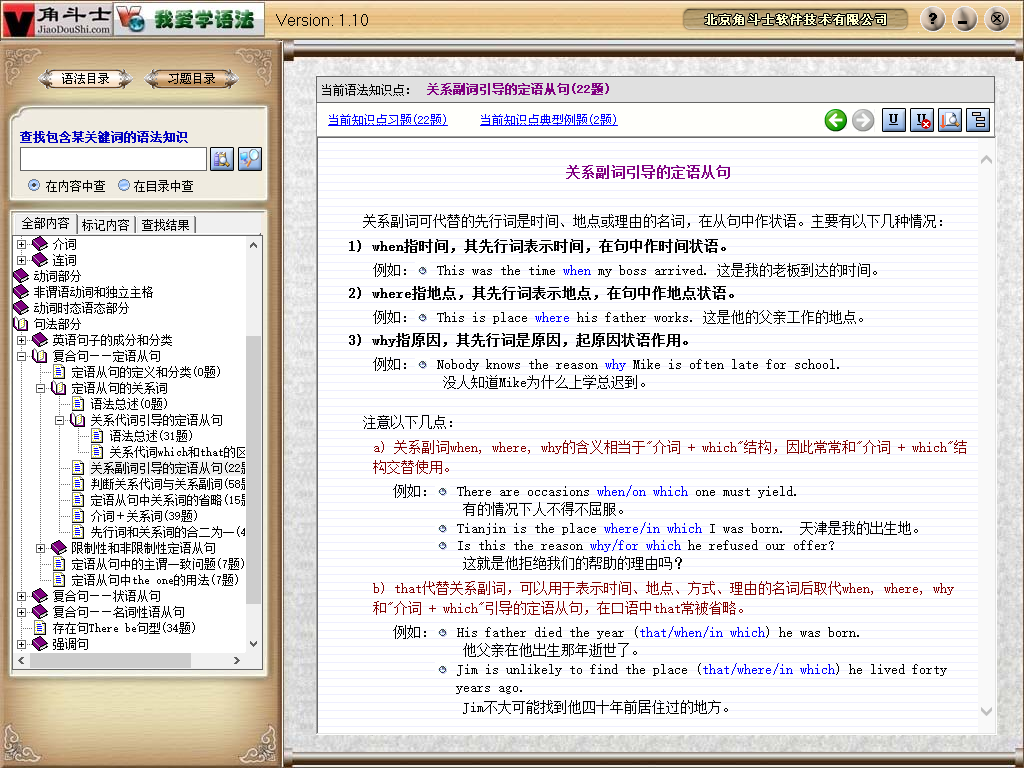 角斗士
JiaoDouShi.com
我爱学语法
Version: 1.10
北京角斗士软件技术有限公司
语法目录
习题目录
查找包含某关键词的语法知识
在内容中查
在目录中查
全部内容
标记内容
查找结果
介词
连词
动词部分
非谓语动词和独立主格
动词时态语态部分
句法部分
英语句子的成分和分类
复合句——定语从句
定语从句的定义和分类(0题)
定语从句的关系词
语法总述(0题)
关系代词引导的定语从句
语法总述(31题)
关系代词which和that的区
关系副词引导的定语从句(22题
判断关系代词与关系副词(58题
定语从句中关系词的省略(15题
介词+关系词(39题)
先行词和关系词的合二为一(4
限制性和非限制性定语从句
定语从句中的主谓一致问题(7题)
定语从句中the one的用法(7题)
复合句——状语从句
复合句——名词性语从句
存在句There be句型(34题)
强调句
当前语法知识点: 关系副词引导的定语从句(22题)
当前知识点习题(22题)
当前知识点典型例题(2题)
关系副词引导的定语从句
关系副词可代替的先行词是时间、地点或理由的名词，在从句中作状语。主要有以下几种情况：
1) when指时间，其先行词表示时间，在句中作时间状语。
例如： This was the time when my boss arrived. 这是我的老板到达的时间。
2) where指地点，其先行词表示地点，在句中作地点状语。
例如： This is place where his father works. 这是他的父亲工作的地点。
3) why指原因，其先行词是原因，起原因状语作用。
例如： Nobody knows the reason why Mike is often late for school.
没人知道Mike为什么上学总迟到。
注意以下几点：
a) 关系副词when, where, why的含义相当于"介词 + which"结构，因此常常和"介词 + which"结
构交替使用。
例如： There are occasions when/on which one must yield.
有的情况下人不得不屈服。
Tianjin is the place where/in which I was born. 天津是我的出生地。
Is this the reason why/for which he refused our offer?
这就是他拒绝我们的帮助的理由吗？
b) that代替关系副词，可以用于表示时间、地点、方式、理由的名词后取代when, where, why
和"介词 + which"引导的定语从句，在口语中that常被省略。
例如： His father died the year (that/when/in which) he was born.
他父亲在他出生那年逝世了。
Jim is unlikely to find the place (that/where/in which) he lived forty
years ago.
Jim不大可能找到他四十年前居住过的地方。